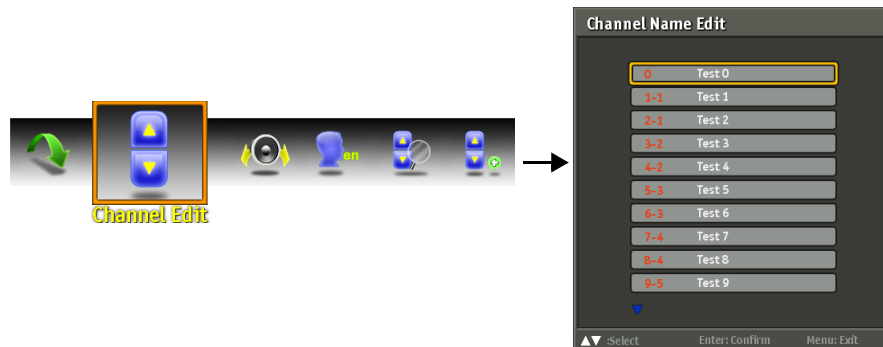 en
Channel Edit
Channel Name Edit
0 Test 0
1-1 Test 1
2-1 Test 2
3-2 Test 3
4-2 Test 4
5-3 Test 5
6-3 Test 6
7-4 Test 7
8-4 Test 8
9-5 Test 9
▲▼ :Select Enter: Confirm Menu: Exit